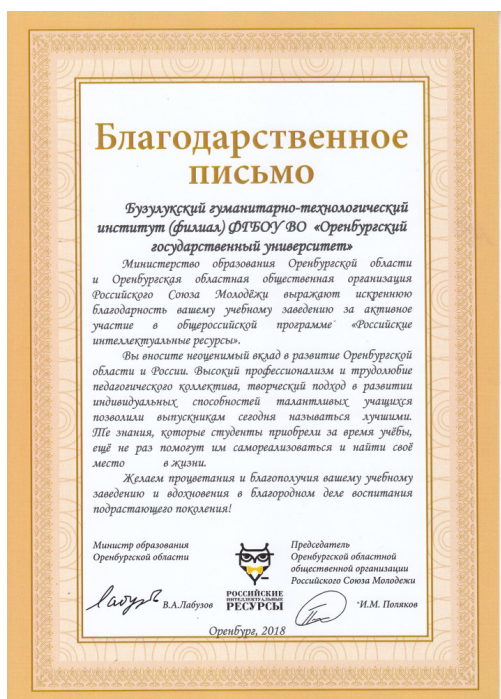 Благодарственное
письмо
Бузулукский гуманитарно-технологический
институт (филиал) ФГБОУ ВО «Оренбургский
государственный университет»
Министерство образования Оренбургской области
и Оренбургская областная общественная организация
Российского Союза Молодёжи выражают искреннюю
благодарность вашему учебному заведению за активное
участие в общероссийской программе «Российские
интеллектуальные ресурсы».
Вы вносите неоценимый вклад в развитие Оренбургской
области и России. Высокий профессионализм и трудолюбие
педагогического коллектива, творческий подход в развитии
индивидуальных способностей талантливых учащихся
позволили выпускникам сегодня называться лучшими.
Те знания, которые студенты приобрели за время учёбы,
ещё не раз помогут им самореализоваться и найти своё
место в жизни.
Желаем процветания и благополучия вашему учебному
заведению и вдохновения в благородном деле воспитания
подрастающего поколения!
Министр образования
Оренбургской области
В.А.Лабузов
РОССИЙСКИЕ
ИНТЕЛЛЕКТУАЛЬНЫЕ
РЕСУРСЫ
Председатель
Оренбургской областной
общественной организации
Российского Союза Молодежи
И.М. Поляков
Оренбург, 2018